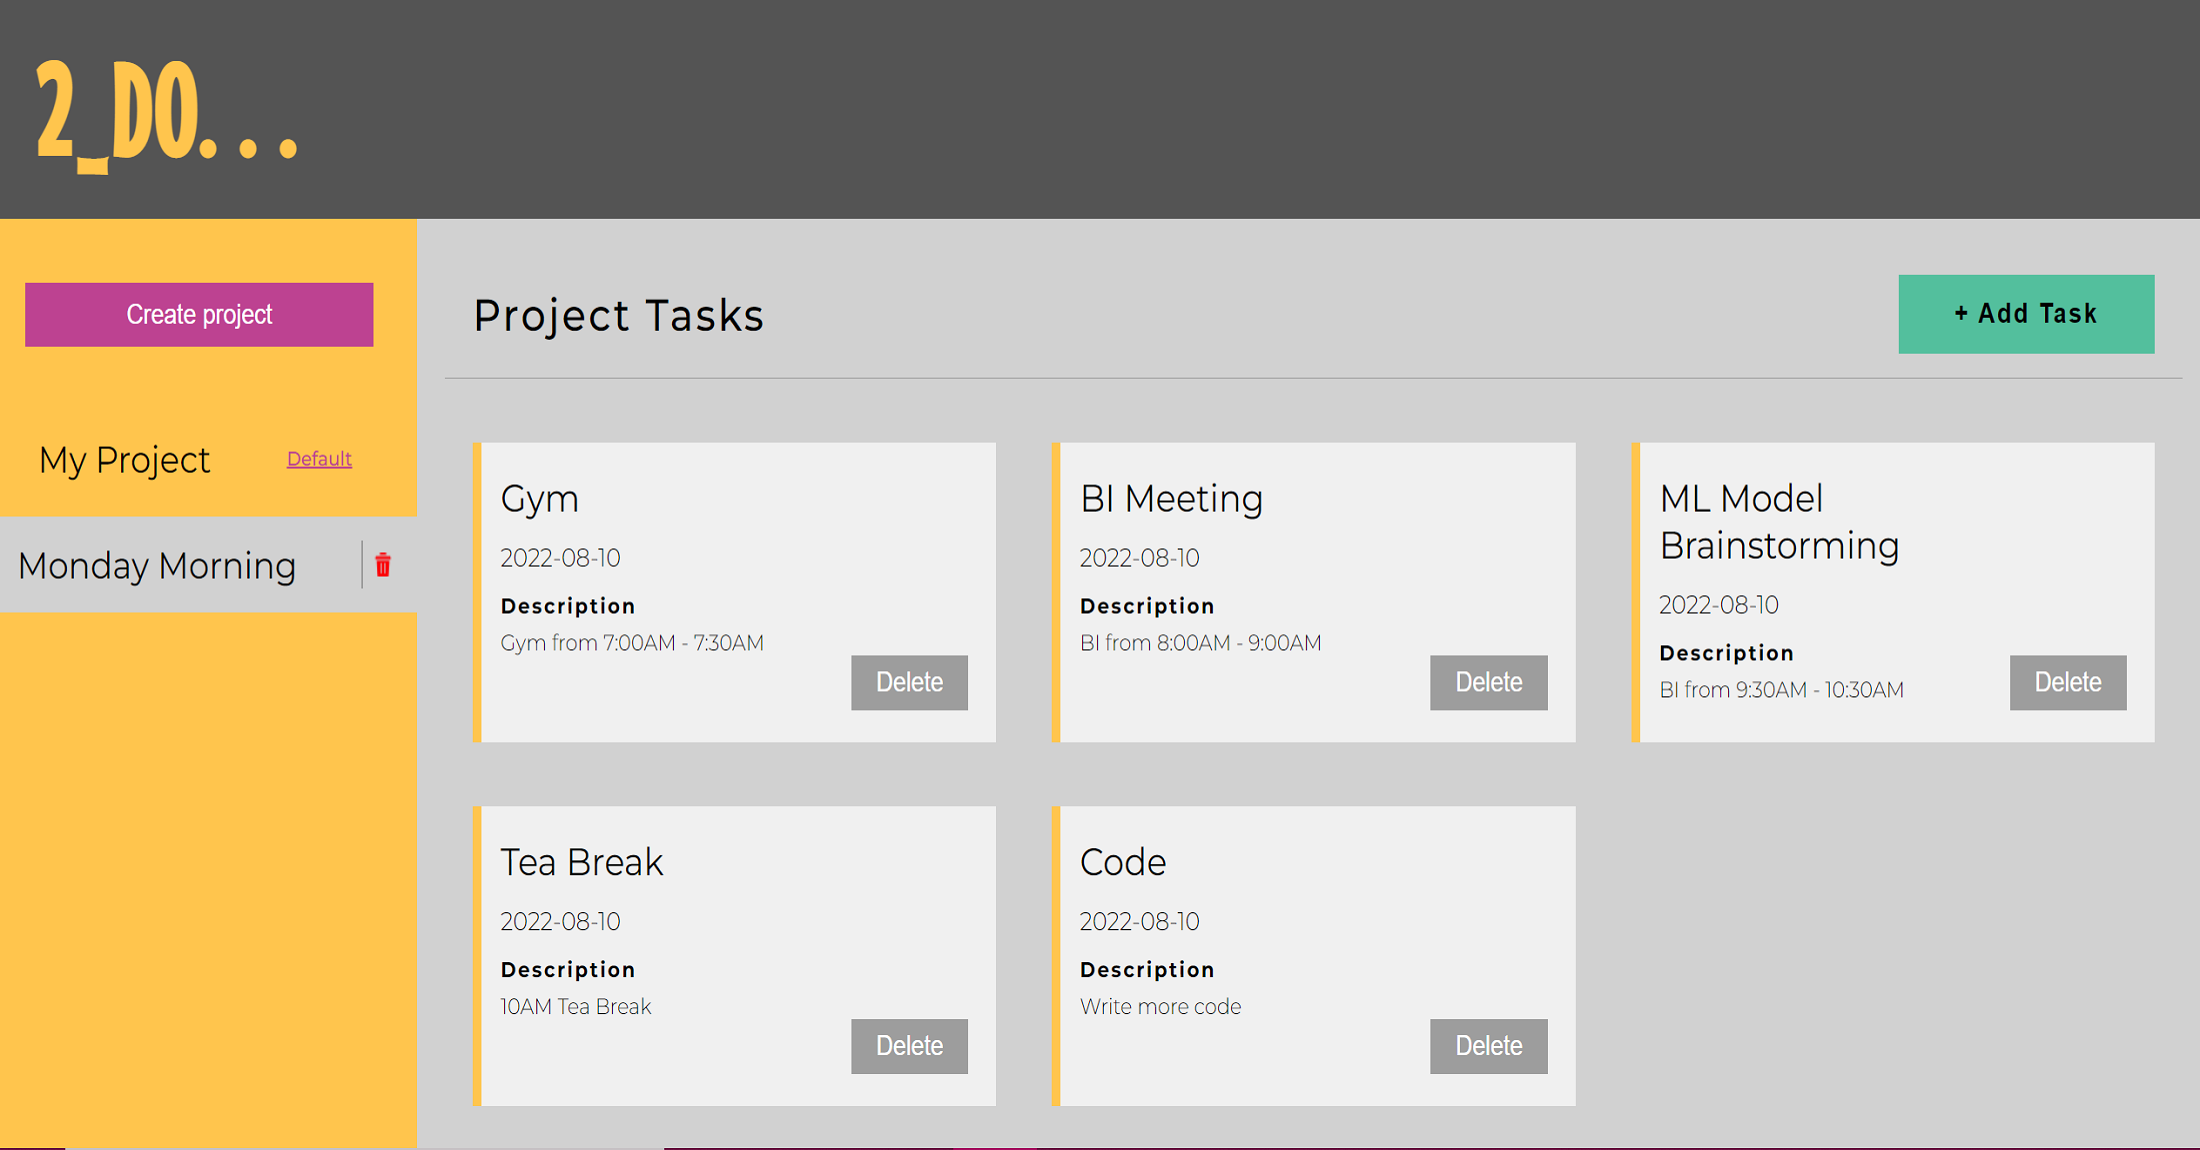 2_DO...
Create project
My Project
Default
Monday Morning
Project Tasks
+ Add Task
Gym
2022-08-10
Description
Gym from 7:00AM - 7:30AM
Delete
BI Meeting
2022-08-10
Description
BI from 8:00AM - 9:00AM
Delete
ML Model
Brainstorming
2022-08-10
Description
BI from 9:30AM - 10:30AM
Delete
Tea Break
2022-08-10
Description
10AM Tea Break
Delete
Code
2022-08-10
Description
Write more code
Delete